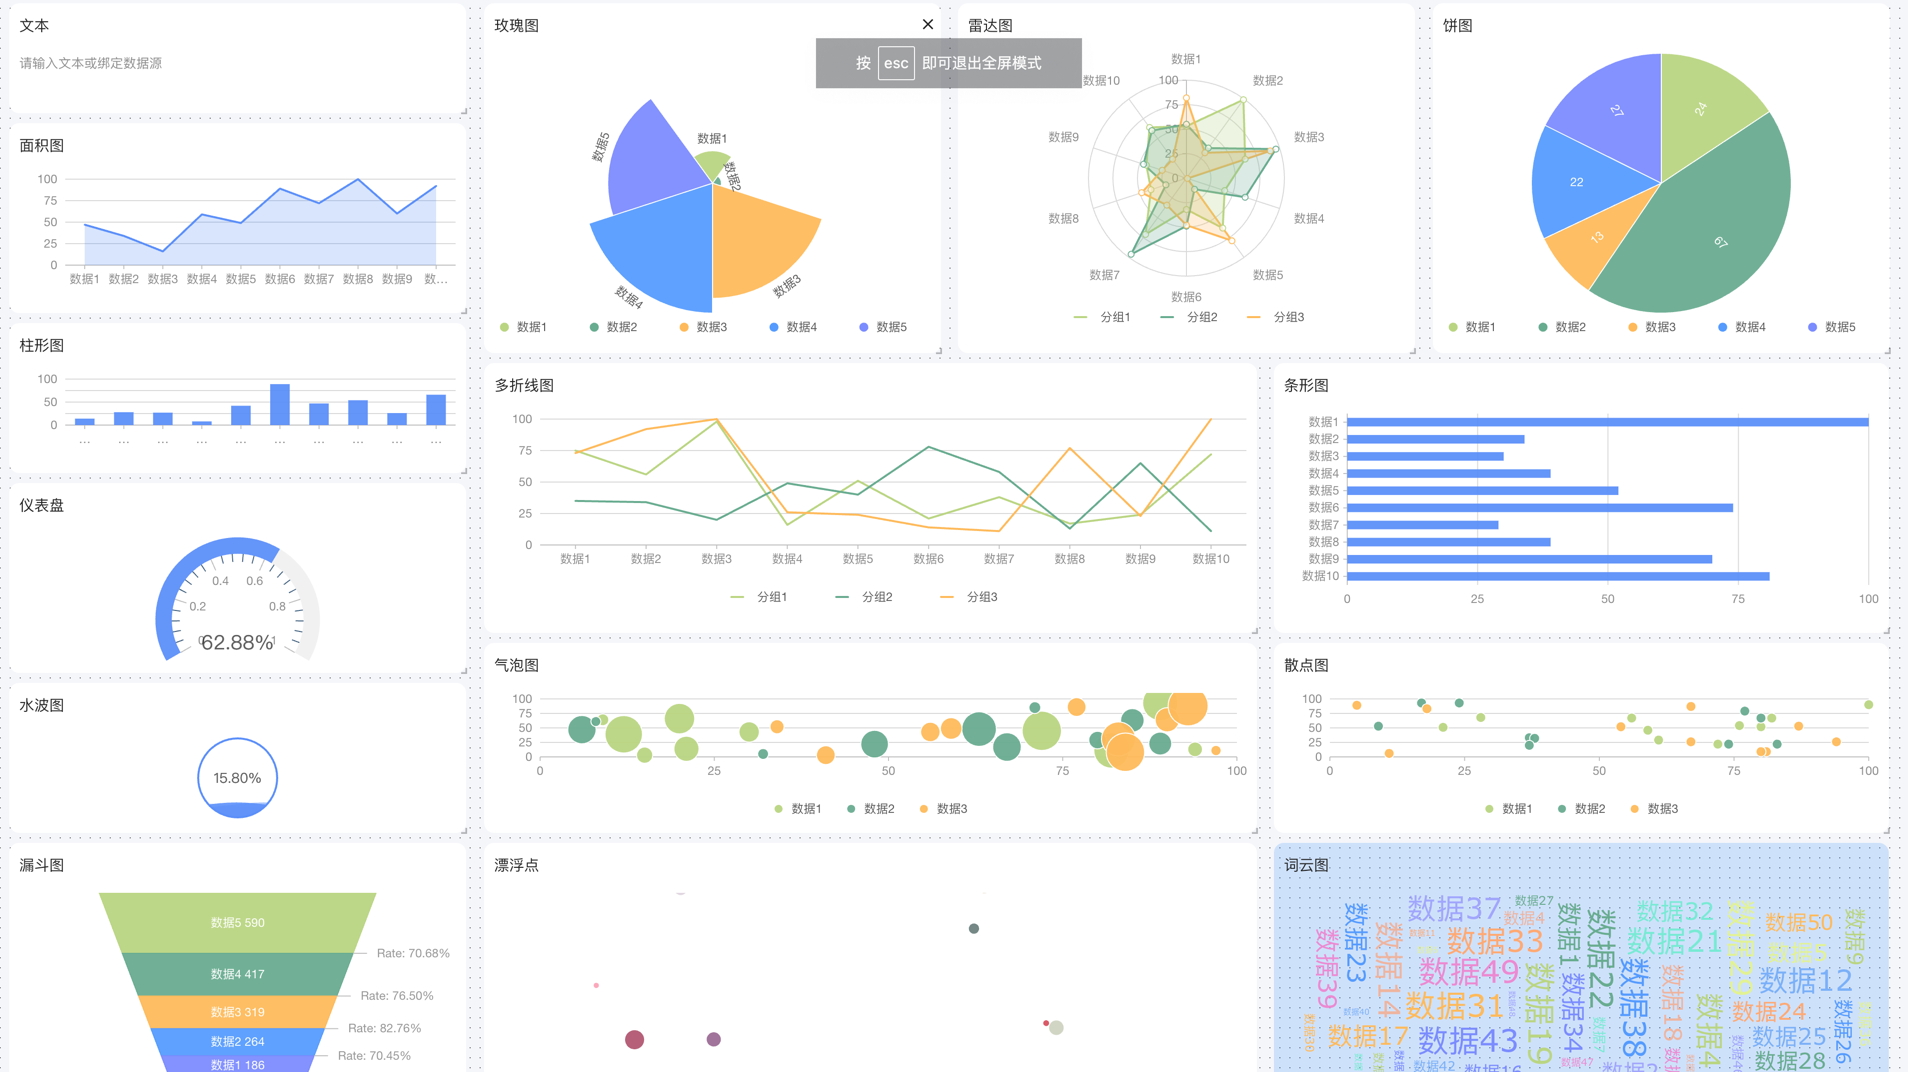 文本
请输入文本或绑定数据源
面积图
100
75
50
25
0
数据1 数据2 数据3 数据4 数据5 数据6 数据7 数据8 数据9 数…
柱形图
100
50
0
… … … … … … … … … …
仪表盘
0.4 0.6
0.2 0.8
62.88%
水波图
15.80%
漏斗图
数据5 590
Rate: 70.68%
数据4 417
Rate: 76.50%
数据3 319
Rate: 82.76%
数据2 264
Rate: 70.45%
数据1 186
玫瑰图
按 esc 即可退出全屏模式
数据1
数据2
数据3
数据4
数据5
数据1 数据2 数据3 数据4 数据5
雷达图
数据1
数据2
数据3
数据4
数据5
数据6
数据7
数据8
数据9
数据10
100
75
50
25
0
分组1 分组2 分组3
饼图
24
67
13
22
27
数据1 数据2 数据3 数据4 数据5
多折线图
100
75
50
25
0
数据1 数据2 数据3 数据4 数据5 数据6 数据7 数据8 数据9 数据10
分组1 分组2 分组3
条形图
数据1
数据2
数据3
数据4
数据5
数据6
数据7
数据8
数据9
数据10
0 25 50 75 100
气泡图
100
75
50
25
0
0 25 50 75 100
数据1 数据2 数据3
散点图
100
75
50
25
0
0 25 50 75 100
数据1 数据2 数据3
漂浮点
词云图
数据37
数据27
数据4
数据32
数据50
数据33
数据21
数据5
数据9
数据23
数据39
数据14
数据49
数据1
数据22
数据29
数据12
数据31
数据19
数据34
数据38
数据18
数据24
数据40
数据30
数据17
数据43
数据4
数据25
数据26
数据28
数据42
数据16
数据47